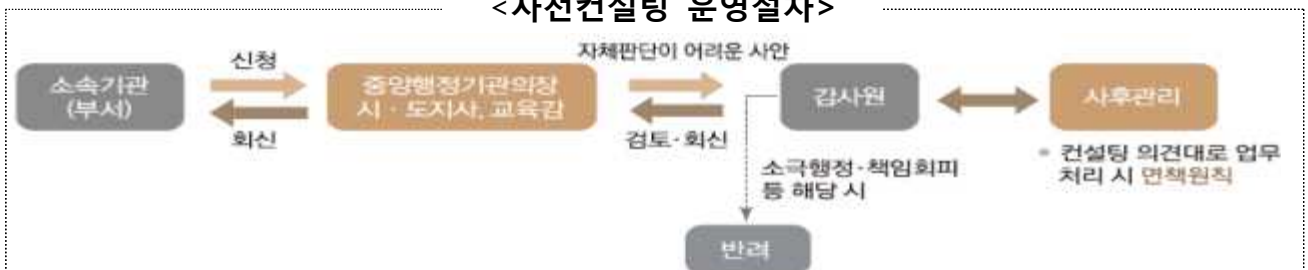 <사전컨설팅 운영절차>
신청
자체판단이 어려운 사안
소속기관
(부서)
중앙행정기관의장
시·도지사, 교육감
감사원
사후관리
회신
검토·회신
소극행정·책임회피
등 해당 시
컨설팅 의견대로 업무
처리 시 면책원칙
반려